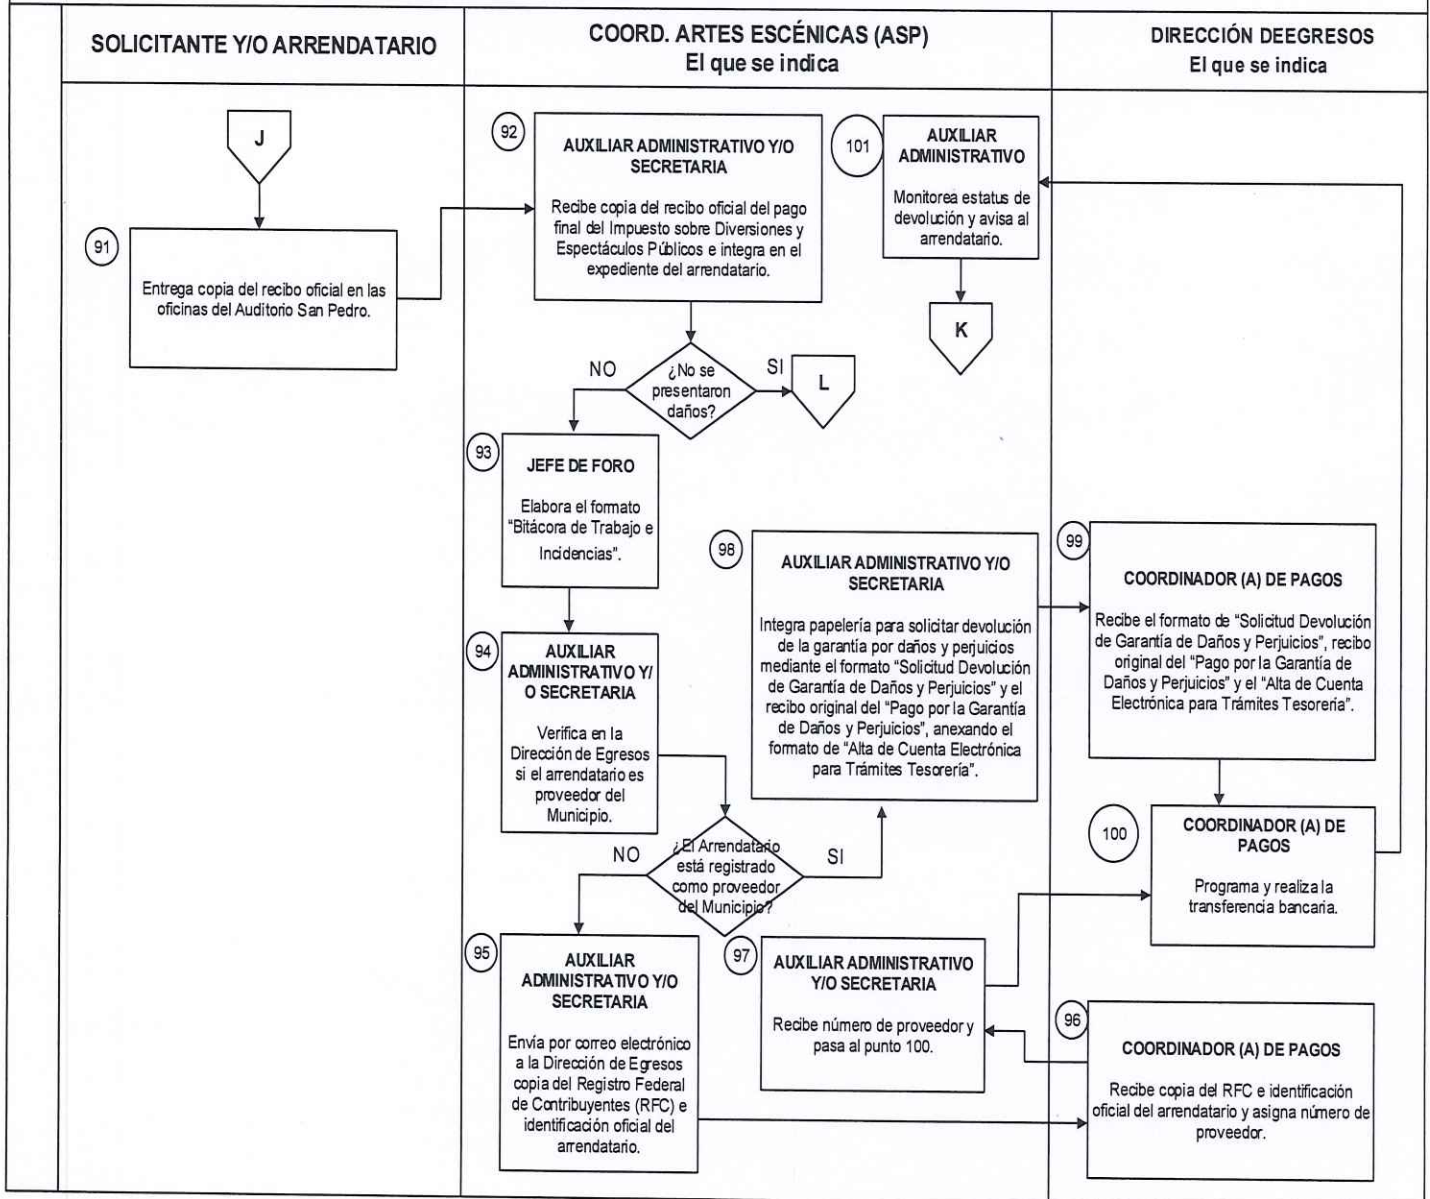 SOLICITANTE Y/O ARRENDATARIO
COORD. ARTES ESCÉNICAS (ASP)
El que se indica
DIRECCIÓN DEEGRESOS
El que se indica
J
91
Entrega copia del recibo oficial en las
oficinas del Auditorio San Pedro.
92
AUXILIAR ADMINISTRATIVO Y/O
SECRETARIA
Recibe copia del recibo oficial del pago
final del Impuesto sobre Diversiones y
Espectáculos Públicos e integra en el
expediente del arrendatario.
101
AUXILIAR
ADMINISTRATIVO
Monitorea estatus de
devolución y avisa al
arrendatario.
K
NO
¿No se
presentaron
daños?
SI
L
93
JEFE DE FORO
Elabora el formato
“Bitácora de Trabajo e
Incidencias”.
94
AUXILIAR
ADMINISTRATIVO Y/
O SECRETARIA
Verifica en la
Dirección de Egresos
si el arrendatario es
proveedor del
Municipio.
98
AUXILIAR ADMINISTRATIVO Y/O
SECRETARIA
Integra papelería para solicitar devolución
de la garantía por daños y perjuicios
mediante el formato “Solicitud Devolución
de Garantía de Daños y Perjuicios” y el
recibo original del “Pago por la Garantía
de Daños y Perjuicios”, anexando el
formato de “Alta de Cuenta Electrónica
para Trámites Tesorería”.
99
COORDINADOR (A) DE PAGOS
Recibe el formato de “Solicitud Devolución
de Garantía de Daños y Perjuicios”, recibo
original del “Pago por la Garantía de
Daños y Perjuicios” y el “Alta de Cuenta
Electrónica para Trámites Tesorería”.
100
COORDINADOR (A) DE
PAGOS
Programa y realiza la
transferencia bancaria.
NO
¿El Arrendatario
está registrado
como proveedor
del Municipio?
SI
95
AUXILIAR
ADMINISTRATIVO Y/O
SECRETARIA
Envía por correo electrónico
a la Dirección de Egresos
copia del Registro Federal
de Contribuyentes (RFC) e
identificación oficial del
arrendatario.
97
AUXILIAR ADMINISTRATIVO
Y/O SECRETARIA
Recibe número de proveedor y
pasa al punto 100.
96
COORDINADOR (A) DE PAGOS
Recibe copia del RFC e identificación
oficial del arrendatario y asigna número de
proveedor.